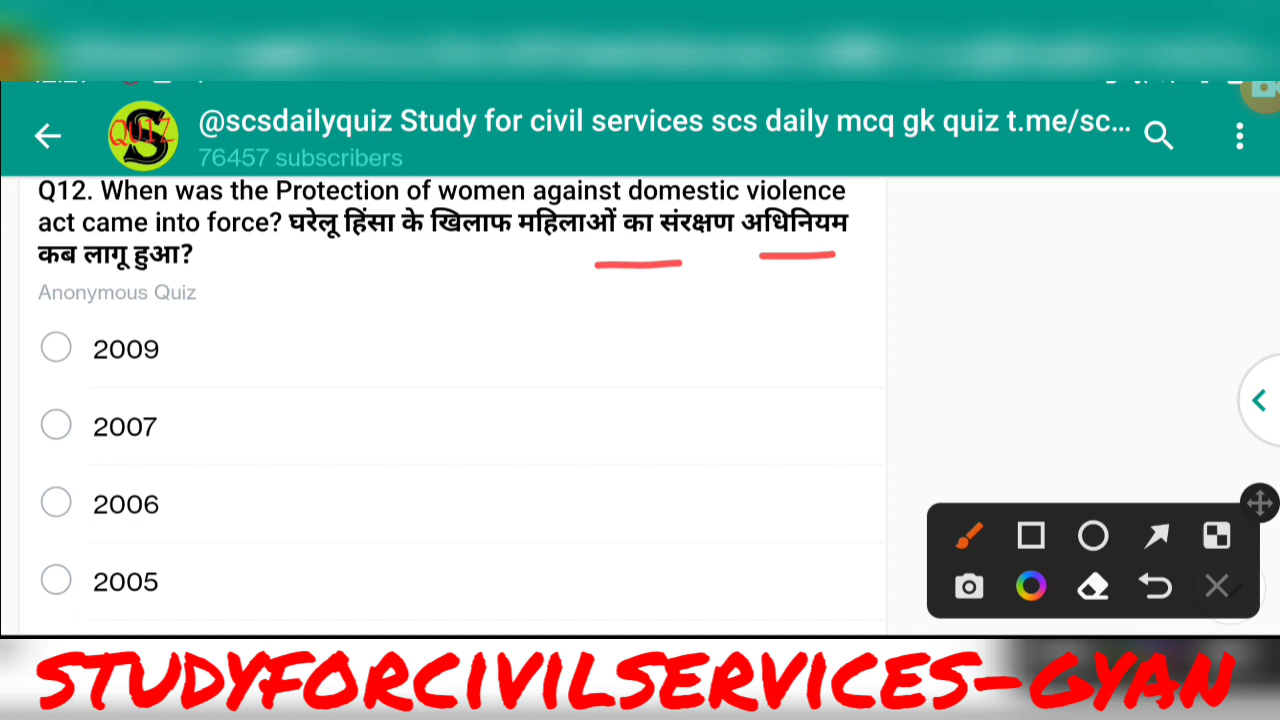 @scsdailyquiz Study for civil services scs daily mcq gk quiz t.me/sc...
76457 subscribers
Q12. When was the Protection of women against domestic violence
act came into force? घरेलू हिंसा के खिलाफ महिलाओं का संरक्षण अधिनियम
कब लागू हुआ?
Anonymous Quiz
2009
2007
2006
2005
STUDYFORCIVILSERVICES-GYAN